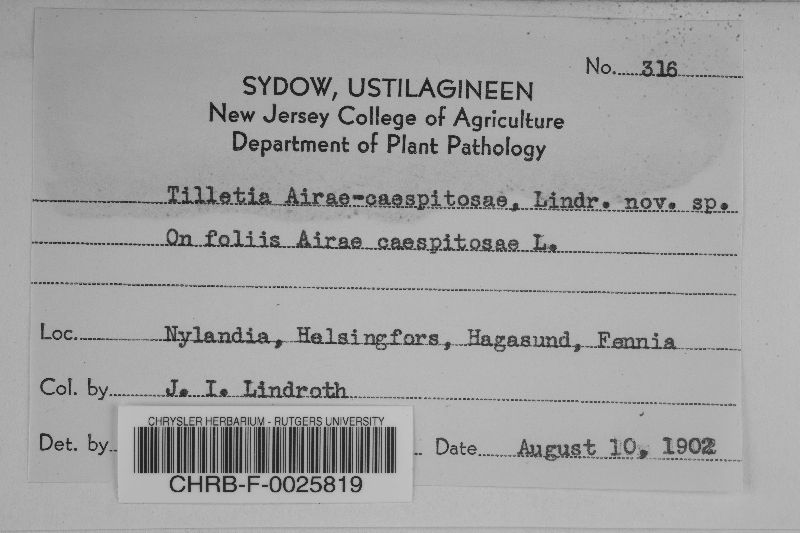 No. 316
SYDOW, USTILAGINEEN
New Jersey College of Agriculture
Department of Plant Pathology
Tilletia Airae-caespitosae, Lindr. nov. sp.
On foliis Airae caespitosae L.
Loc. Nylandia, Helsingfors, Hagasund, Fennia
Col. by J. I. Lindroth
Det. by Date August 10, 1902
CHRYSLER HERBARIUM - RUTGERS UNIVERSITY
CHRB-F-0025819